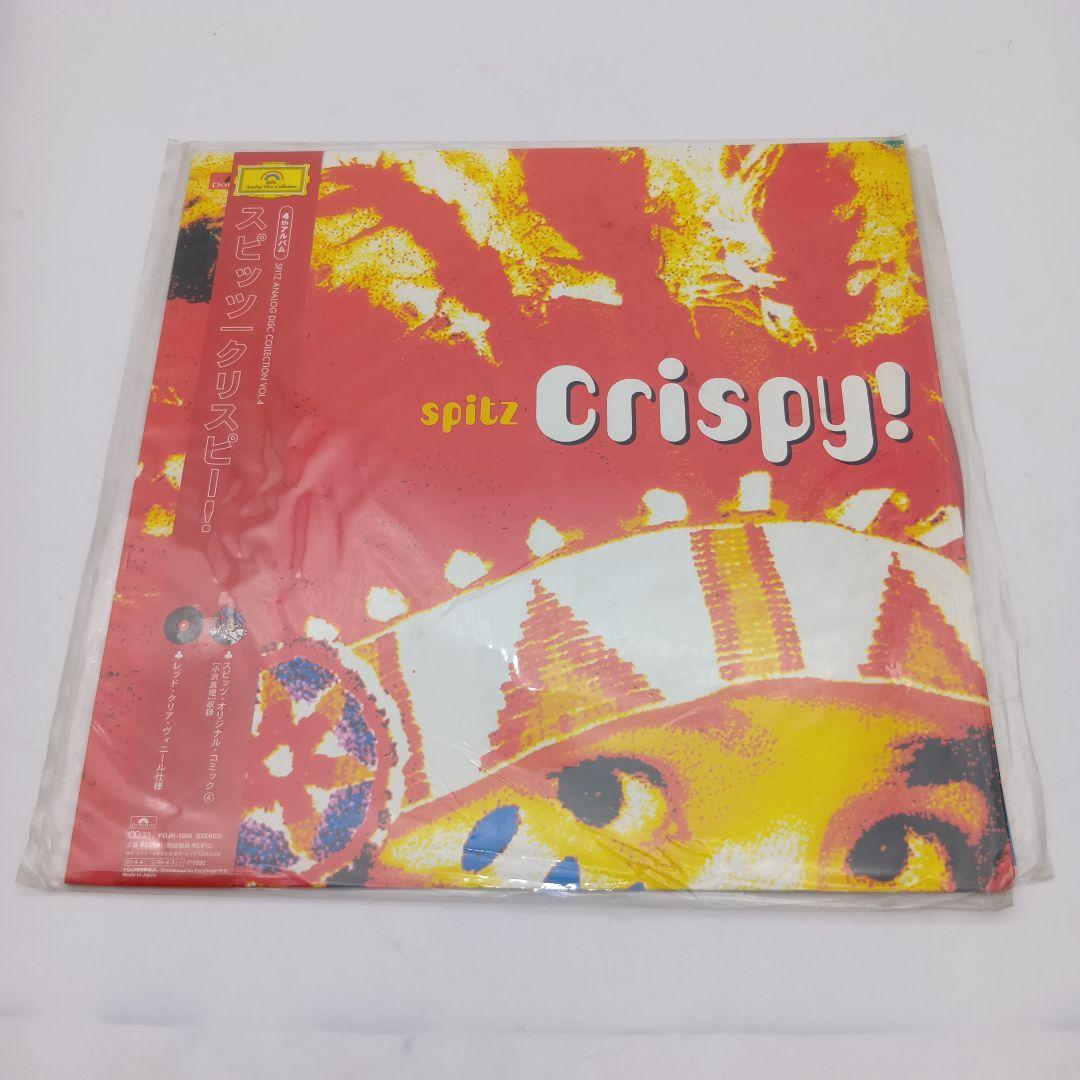 Spitz
Analog Disc Collection
4thアルバム
SPITZ ANALOG DISC COLLECTION VOL.4
スピッツ|クリスピー!
spitz Crispy!
♣スピッツ・オリジナル・コミック④
[小沢真理]収録
♣レッド・クリア・ヴィニール仕様
33 POJH-1006 STEREO
Made in Japan